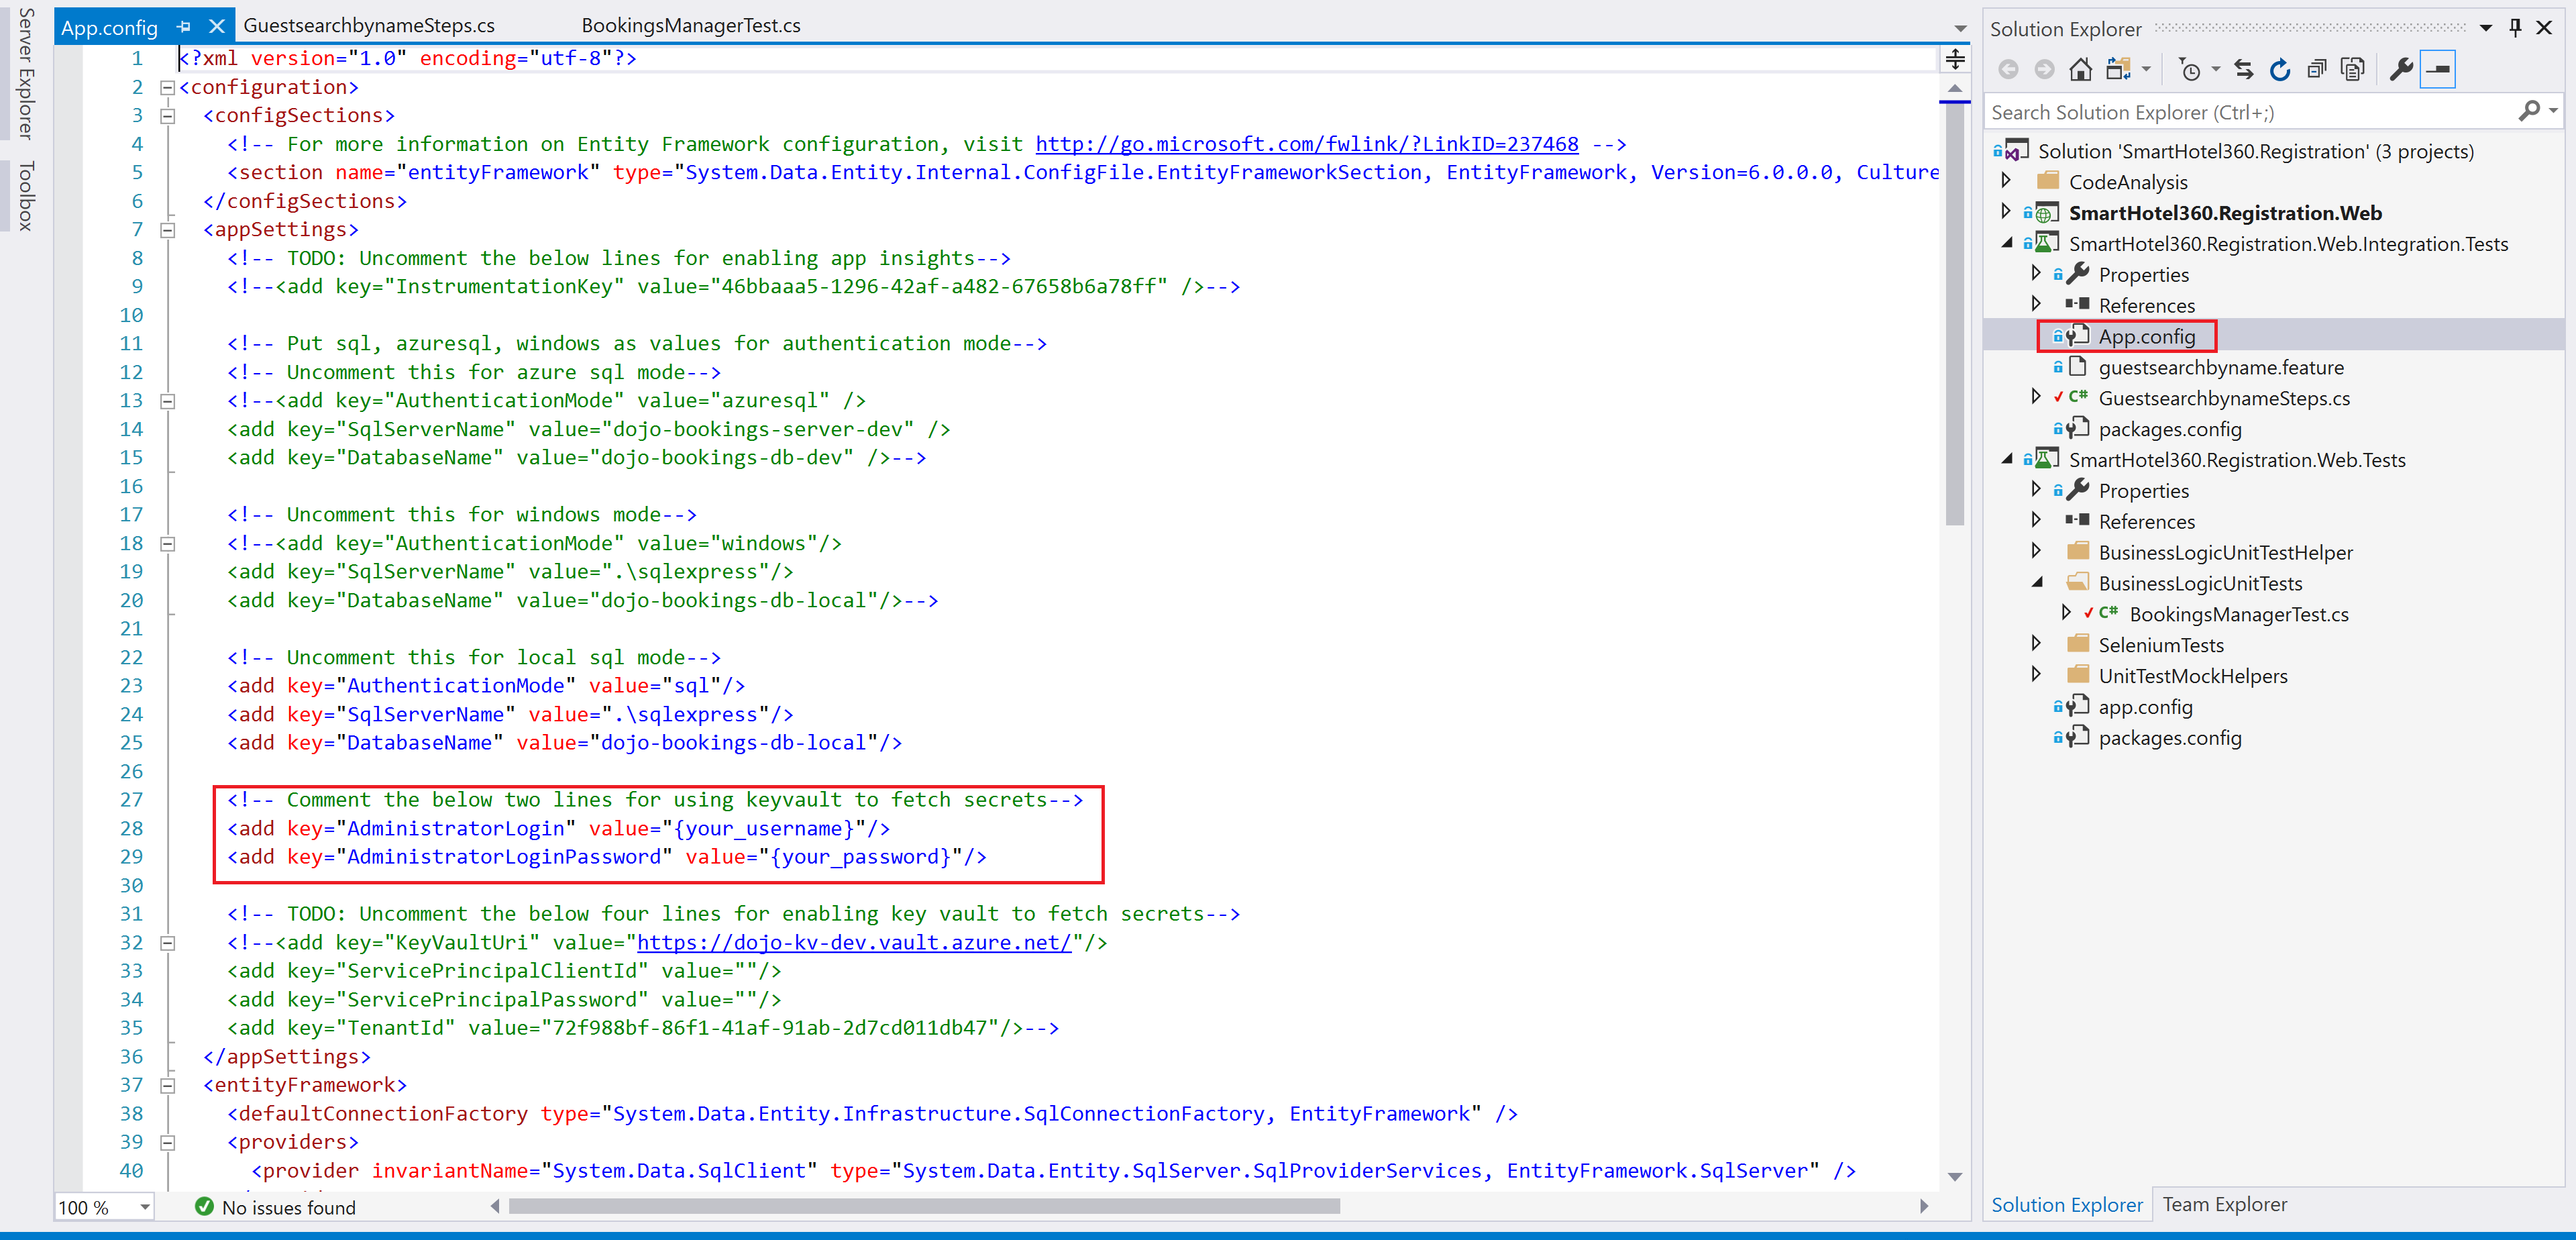 Server Explorer
Toolbox
App.config
GuestsearchbynameSteps.cs
BookingsManagerTest.cs
1 <?xml version="1.0" encoding="utf-8"?>
2 <configuration>
3 <configSections>
4 <!-- For more information on Entity Framework configuration, visit http://go.microsoft.com/fwlink/?LinkID=237468 -->
5 <section name="entityFramework" type="System.Data.Entity.Internal.ConfigFile.EntityFrameworkSection, EntityFramework, Version=6.0.0.0, Culture
6 </configSections>
7 <appSettings>
8 <!-- TODO: Uncomment the below lines for enabling app insights-->
9 <!--<add key="InstrumentationKey" value="46bbaaa5-1296-42af-a482-67658b6a78ff" />-->
10
11 <!-- Put sql, azuresql, windows as values for authentication mode-->
12 <!-- Uncomment this for azure sql mode-->
13 <!--<add key="AuthenticationMode" value="azuresql" />
14 <add key="SqlServerName" value="dojo-bookings-server-dev" />
15 <add key="DatabaseName" value="dojo-bookings-db-dev" />-->
16
17 <!-- Uncomment this for windows mode-->
18 <!--<add key="AuthenticationMode" value="windows"/>
19 <add key="SqlServerName" value=".\sqlexpress"/>
20 <add key="DatabaseName" value="dojo-bookings-db-local"/>-->
21
22 <!-- Uncomment this for local sql mode-->
23 <add key="AuthenticationMode" value="sql"/>
24 <add key="SqlServerName" value=".\sqlexpress"/>
25 <add key="DatabaseName" value="dojo-bookings-db-local"/>
26
27 <!-- Comment the below two lines for using keyvault to fetch secrets-->
28 <add key="AdministratorLogin" value="{your_username}"/>
29 <add key="AdministratorLoginPassword" value="{your_password}"/>
30
31 <!-- TODO: Uncomment the below four lines for enabling key vault to fetch secrets-->
32 <!--<add key="KeyVaultUri" value="https://dojo-kv-dev.vault.azure.net/"/>
33 <add key="ServicePrincipalClientId" value=""/>
34 <add key="ServicePrincipalPassword" value=""/>
35 <add key="TenantId" value="72f988bf-86f1-41af-91ab-2d7cd011db47"/>-->
36 </appSettings>
37 <entityFramework>
38 <defaultConnectionFactory type="System.Data.Entity.Infrastructure.SqlConnectionFactory, EntityFramework" />
39 <providers>
40 <provider invariantName="System.Data.SqlClient" type="System.Data.Entity.SqlServer.SqlProviderServices, EntityFramework.SqlServer" />
100 %
No issues found
Solution Explorer
Search Solution Explorer (Ctrl+;)
Solution 'SmartHotel360.Registration' (3 projects)
CodeAnalysis
SmartHotel360.Registration.Web
SmartHotel360.Registration.Web.Integration.Tests
Properties
References
App.config
guestsearchbyname.feature
C# GuestsearchbynameSteps.cs
packages.config
SmartHotel360.Registration.Web.Tests
Properties
References
BusinessLogicUnitTestHelper
BusinessLogicUnitTests
C# BookingsManagerTest.cs
SeleniumTests
UnitTestMockHelpers
app.config
packages.config
Solution Explorer
Team Explorer